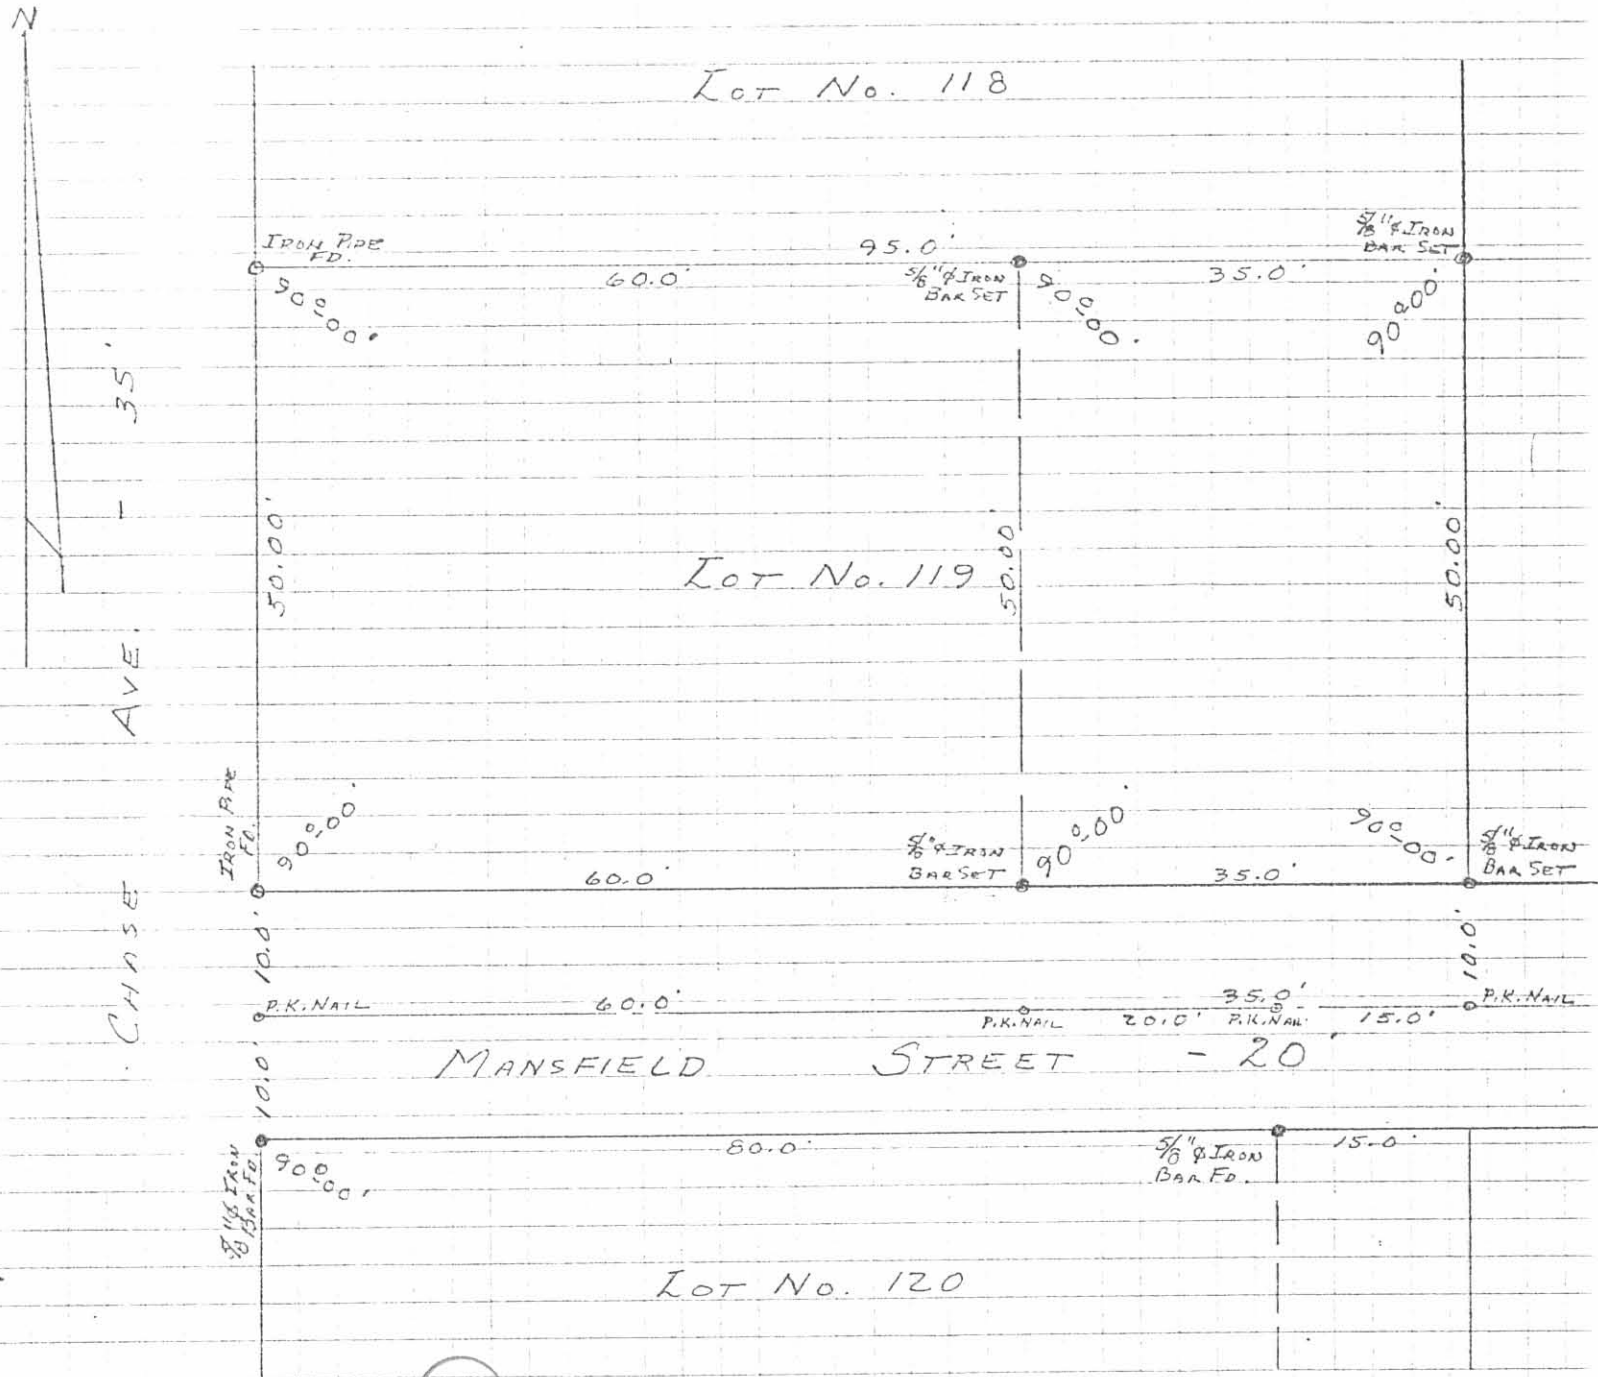 N
LOT NO. 118
IRON PIPE
FD.
95.0'
5/8"⌀ IRON
BAR SET
60.0'
5/8"⌀ IRON
BAR SET
35.0'
90°-00'
90°-00'
90°-00'
CHASE AVE. - 35'
50.00'
LOT NO. 119
50.00'
50.00'
IRON PIPE
FD.
90°-00'
90°-00'
90°-00'
5/8"⌀ IRON
BAR SET
5/8"⌀ IRON
BAR SET
60.0'
35.0'
10.0'
10.0'
P.K. NAIL
60.0'
35.0'
P.K. NAIL
P.K. NAIL
20.0'
P.K. NAIL
15.0'
MANSFIELD STREET - 20'
10.0'
80.0'
5/8"⌀ IRON
BAR FD.
15.0'
90°-00'
5/8"⌀ IRON
BAR FD.
LOT NO. 120